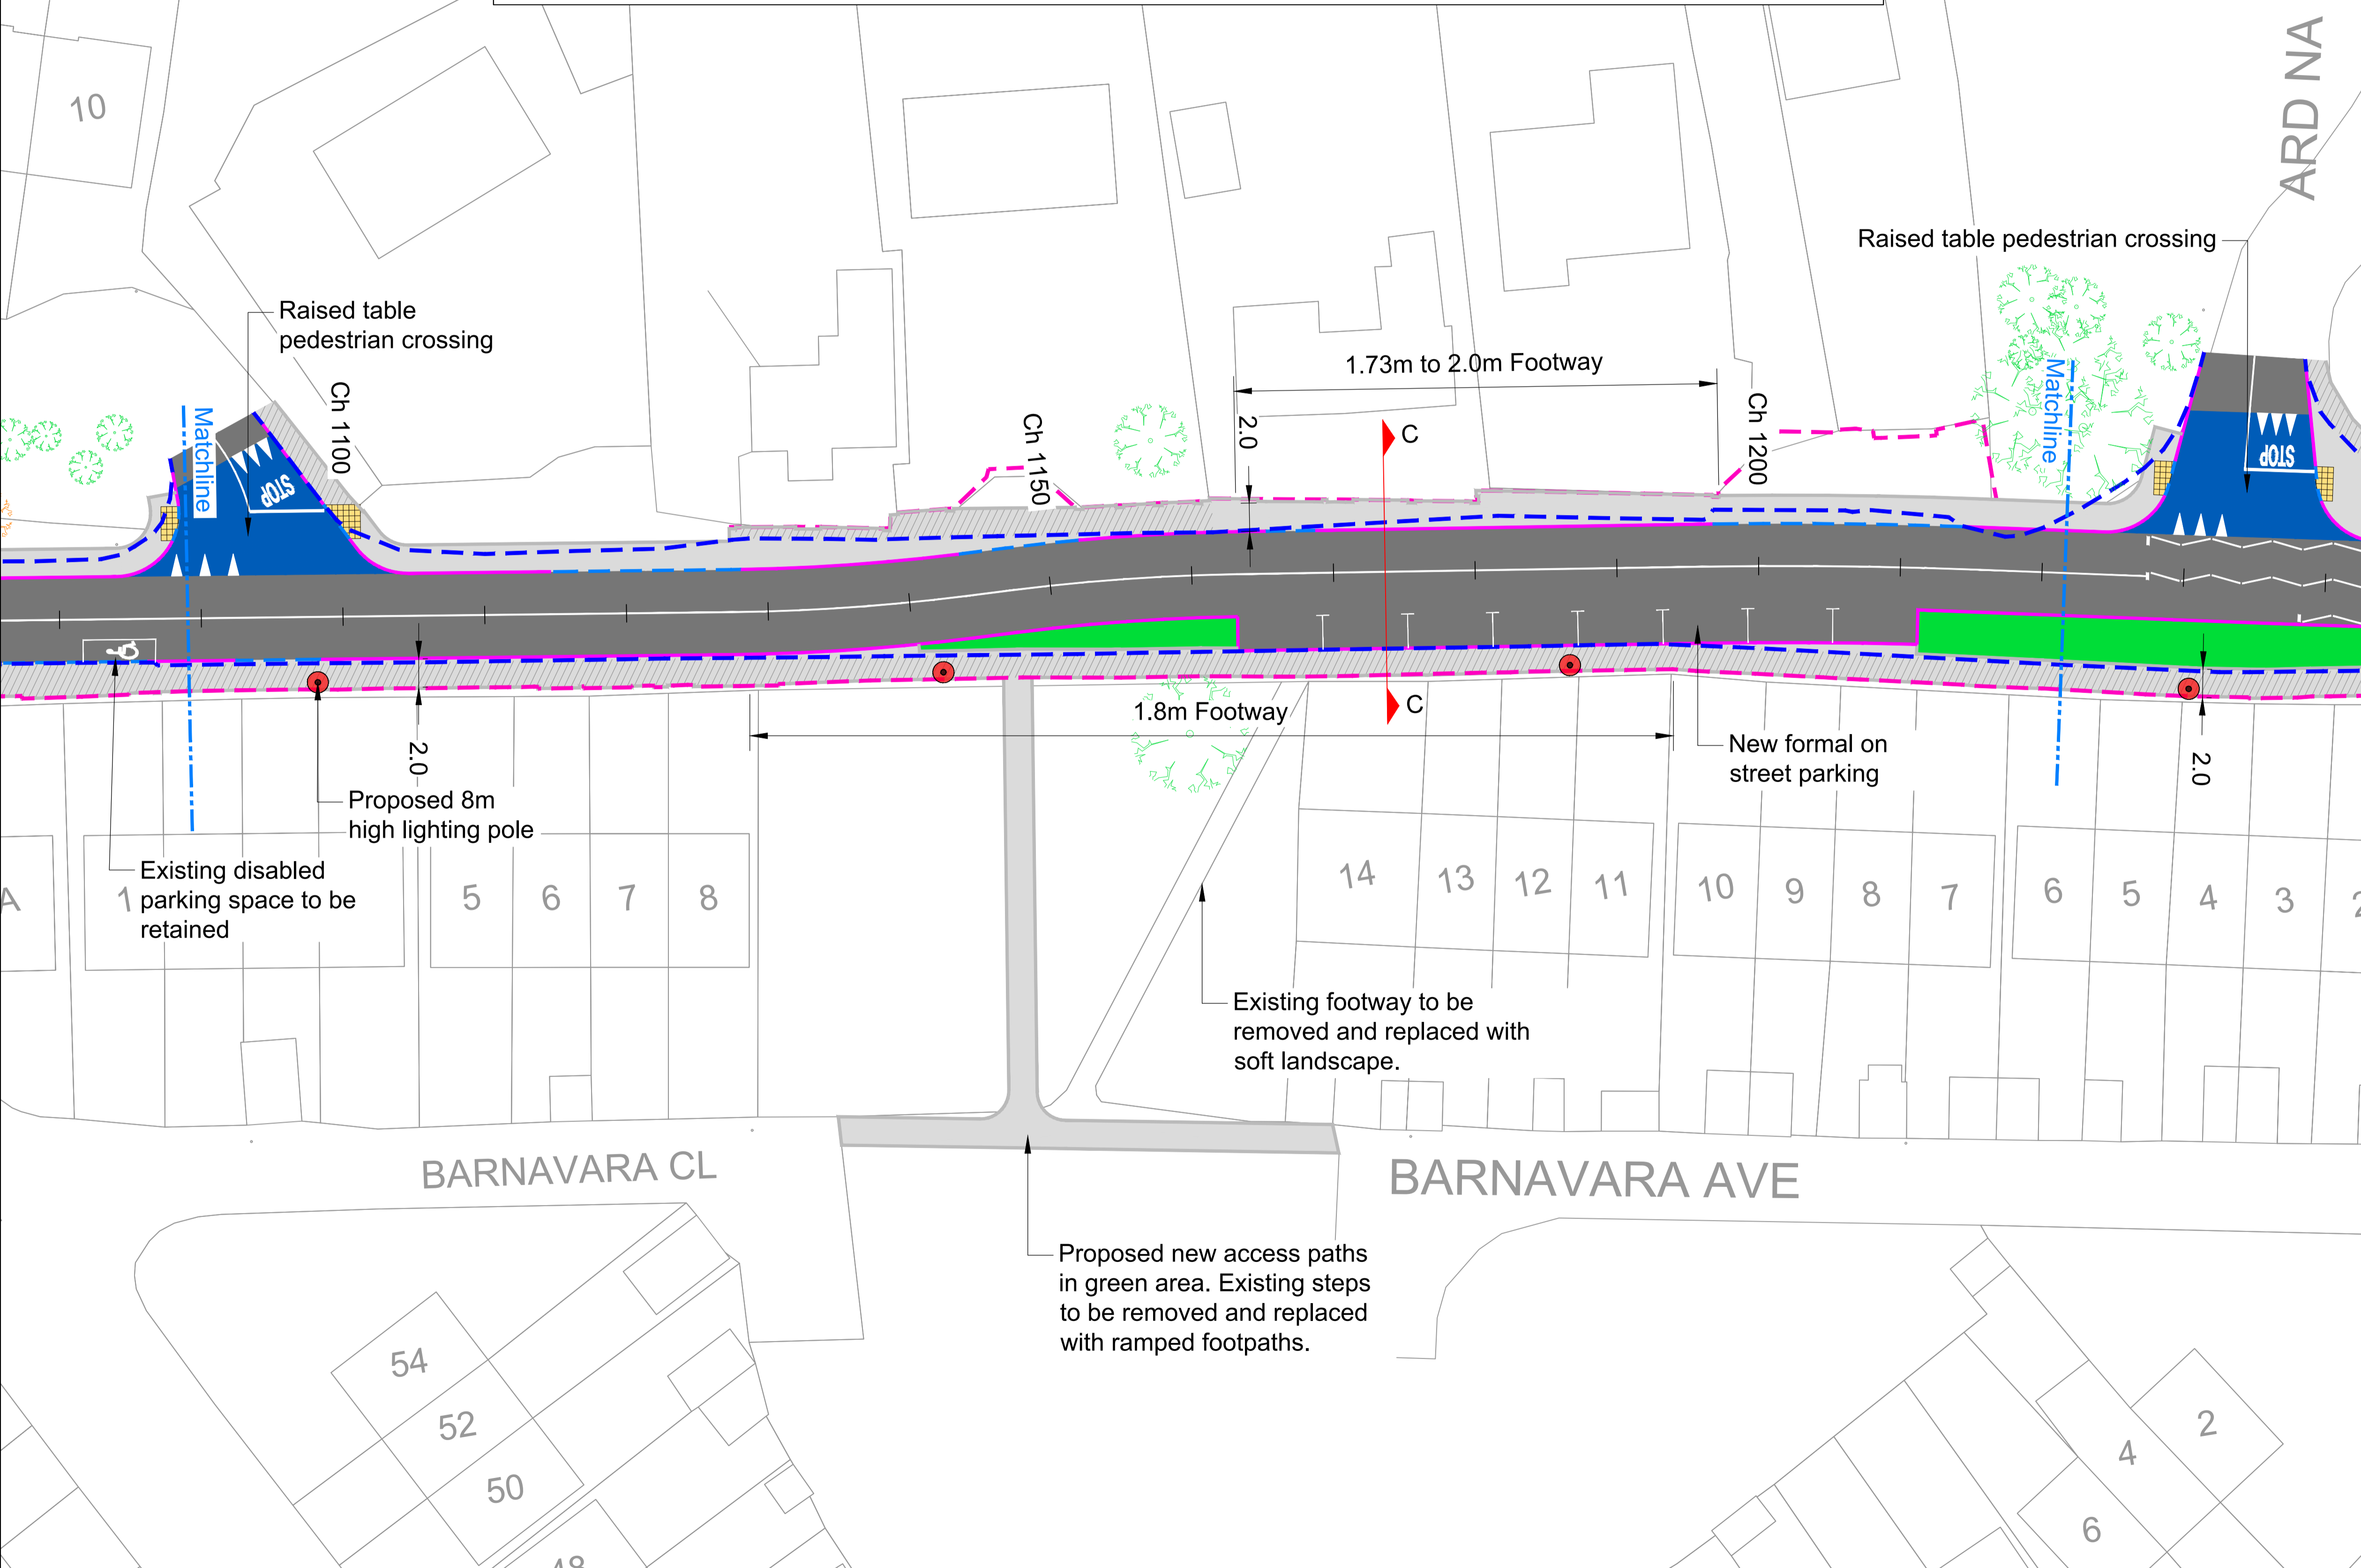 10
ARD NA
Raised table pedestrian crossing
Raised table
pedestrian crossing
1.73m to 2.0m Footway
Ch 1100
Matchline
Ch 1150
2.0
C
Ch 1200
Matchline
STOP
STOP
C
1.8m Footway
2.0
New formal on
street parking
2.0
Proposed 8m
high lighting pole
Existing disabled
parking space to be
retained
A
1
5
6
7
8
14
13
12
11
10
9
8
7
6
5
4
3
2
Existing footway to be
removed and replaced with
soft landscape.
BARNAVARA CL
BARNAVARA AVE
Proposed new access paths
in green area. Existing steps
to be removed and replaced
with ramped footpaths.
54
52
50
48
2
4
6